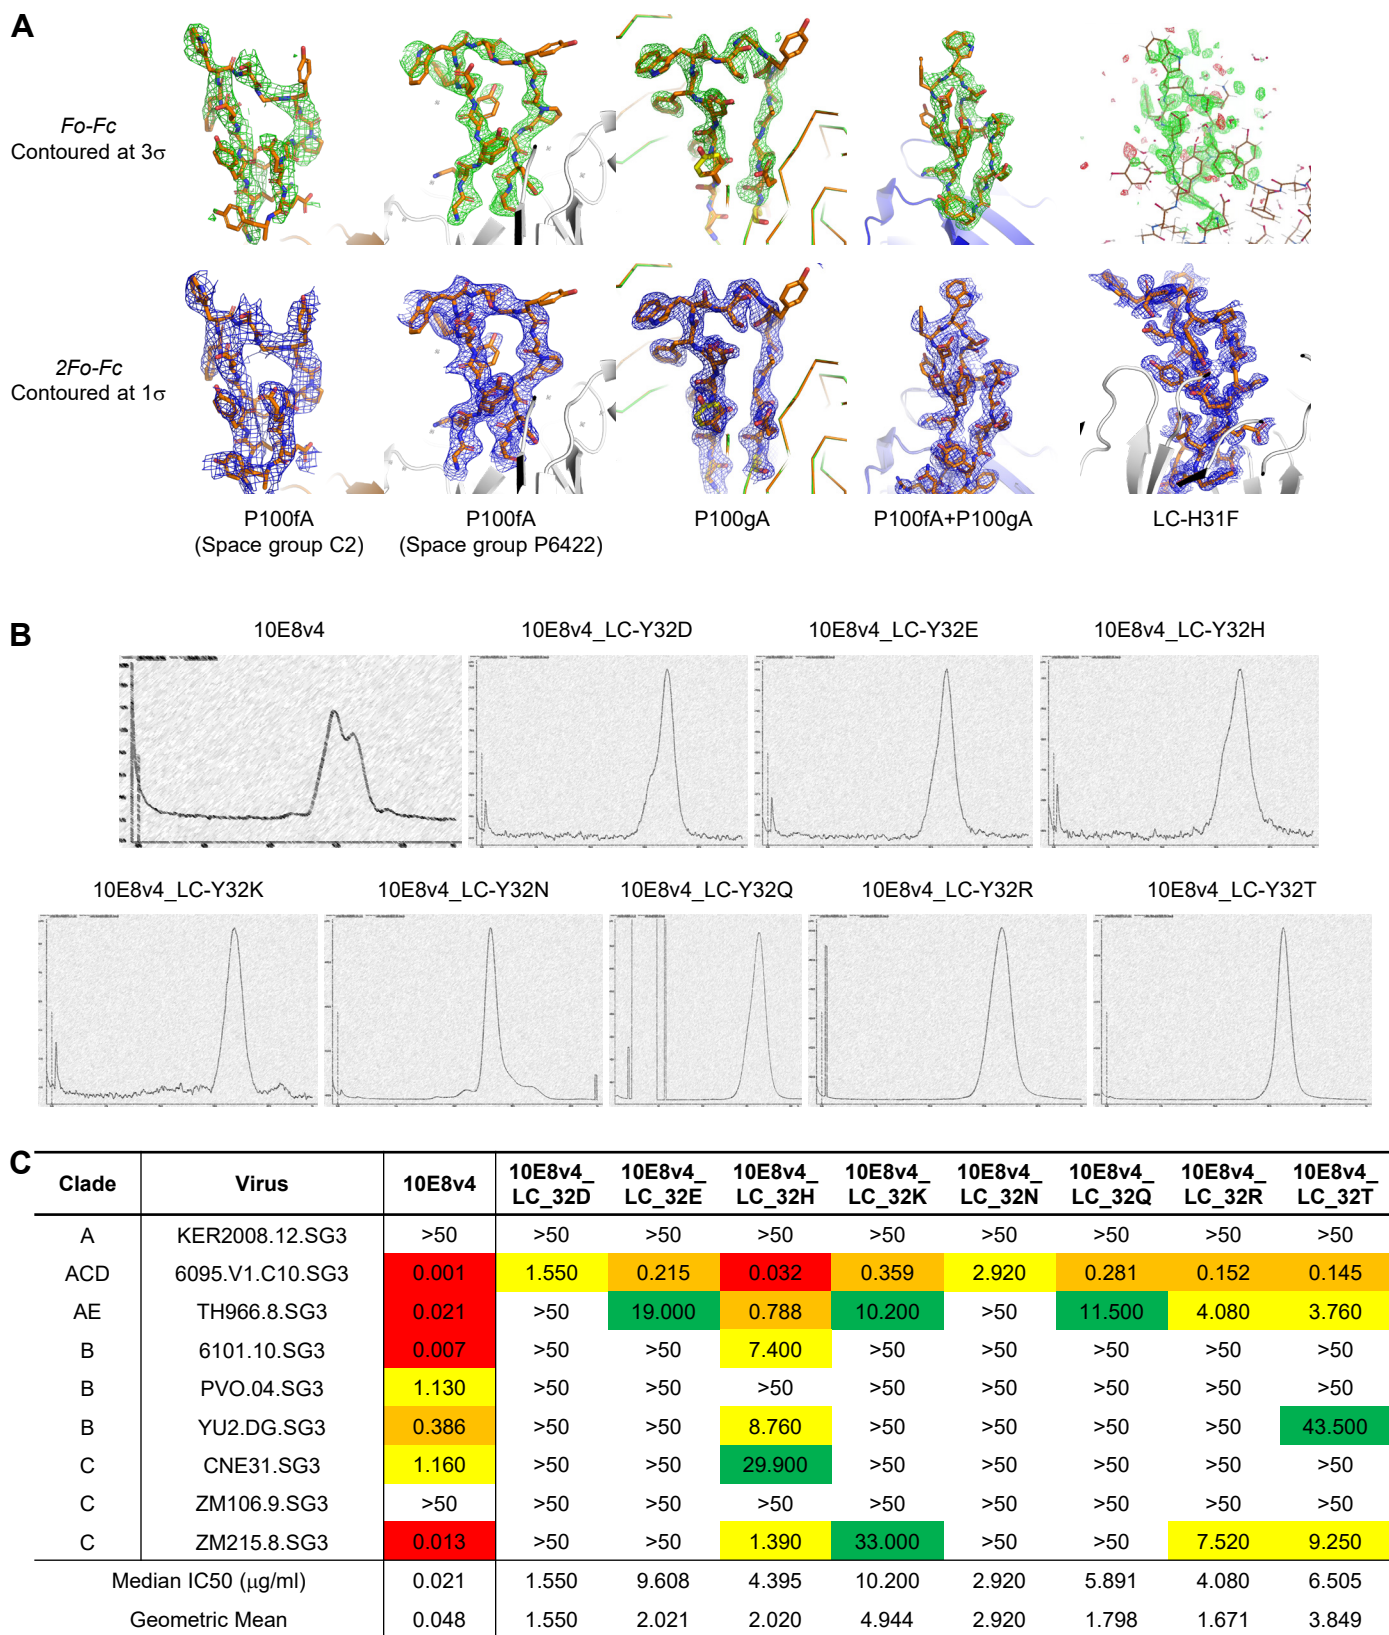 A
Fo-Fc
Contoured at 3σ
2Fo-Fc
Contoured at 1σ
P100fA
(Space group C2)
P100fA
(Space group P6422)
P100gA
P100fA+P100gA
LC-H31F
B
10E8v4
10E8v4_LC-Y32D
10E8v4_LC-Y32E
10E8v4_LC-Y32H
10E8v4_LC-Y32K
10E8v4_LC-Y32N
10E8v4_LC-Y32Q
10E8v4_LC-Y32R
10E8v4_LC-Y32T
C
Clade Virus 10E8v4 10E8v4_LC_32D 10E8v4_LC_32E 10E8v4_LC_32H 10E8v4_LC_32K 10E8v4_LC_32N 10E8v4_LC_32Q 10E8v4_LC_32R 10E8v4_LC_32T
A KER2008.12.SG3 >50 >50 >50 >50 >50 >50 >50 >50 >50
ACD 6095.V1.C10.SG3 0.001 1.550 0.215 0.032 0.359 2.920 0.281 0.152 0.145
AE TH966.8.SG3 0.021 >50 19.000 0.788 10.200 >50 11.500 4.080 3.760
B 6101.10.SG3 0.007 >50 >50 7.400 >50 >50 >50 >50 >50
B PVO.04.SG3 1.130 >50 >50 >50 >50 >50 >50 >50 >50
B YU2.DG.SG3 0.386 >50 >50 8.760 >50 >50 >50 >50 43.500
C CNE31.SG3 1.160 >50 >50 29.900 >50 >50 >50 >50 >50
C ZM106.9.SG3 >50 >50 >50 >50 >50 >50 >50 >50 >50
C ZM215.8.SG3 0.013 >50 >50 1.390 33.000 >50 >50 7.520 9.250
Median IC50 (μg/ml) 0.021 1.550 9.608 4.395 10.200 2.920 5.891 4.080 6.505
Geometric Mean 0.048 1.550 2.021 2.020 4.944 2.920 1.798 1.671 3.849